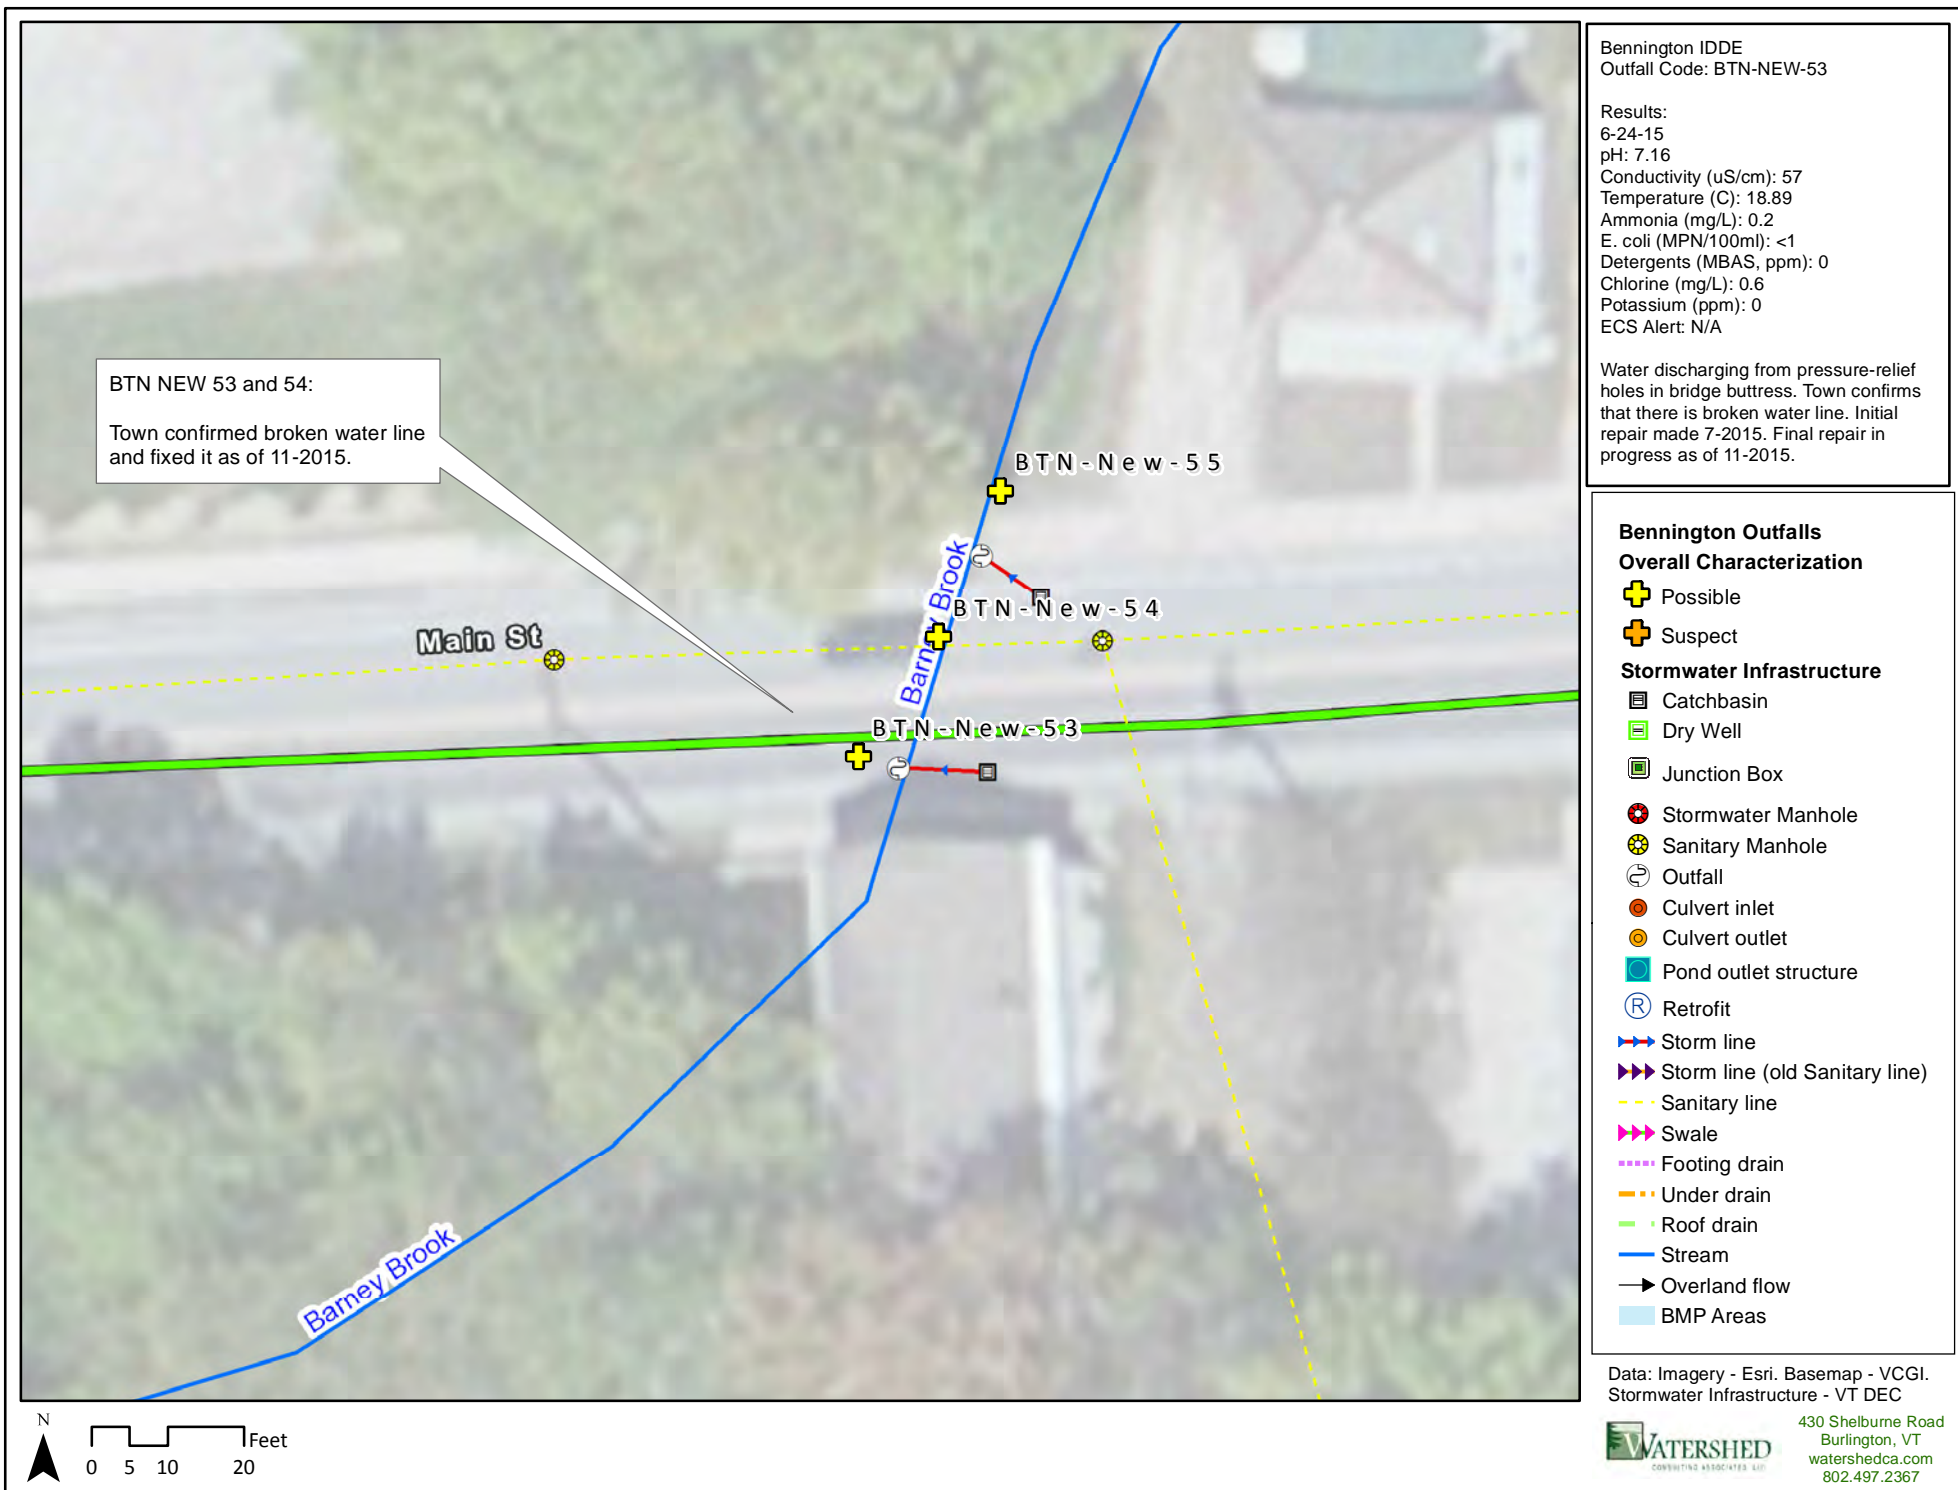 Bennington IDDE
Outfall Code: BTN-NEW-53
Results:
6-24-15
pH: 7.16
Conductivity (uS/cm): 57
Temperature (C): 18.89
Ammonia (mg/L): 0.2
E. coli (MPN/100ml): <1
Detergents (MBAS, ppm): 0
Chlorine (mg/L): 0.6
Potassium (ppm): 0
ECS Alert: N/A
Water discharging from pressure-relief
holes in bridge buttress. Town confirms
that there is broken water line. Initial
repair made 7-2015. Final repair in
progress as of 11-2015.
BTN NEW 53 and 54:
Town confirmed broken water line
and fixed it as of 11-2015.
BTN-New-55
Barney Brook
BTN-New-54
Main St
BTN-New-53
Barney Brook
Bennington Outfalls
Overall Characterization
Possible
Suspect
Stormwater Infrastructure
Catchbasin
Dry Well
Junction Box
Stormwater Manhole
Sanitary Manhole
Outfall
Culvert inlet
Culvert outlet
Pond outlet structure
R Retrofit
Storm line
Storm line (old Sanitary line)
Sanitary line
Swale
Footing drain
Under drain
Roof drain
Stream
Overland flow
BMP Areas
Data: Imagery - Esri. Basemap - VCGI.
Stormwater Infrastructure - VT DEC
N
Feet
0 5 10 20
WATERSHED
CONSULTING ASSOCIATES, LLC
430 Shelburne Road
Burlington, VT
watershedca.com
802.497.2367